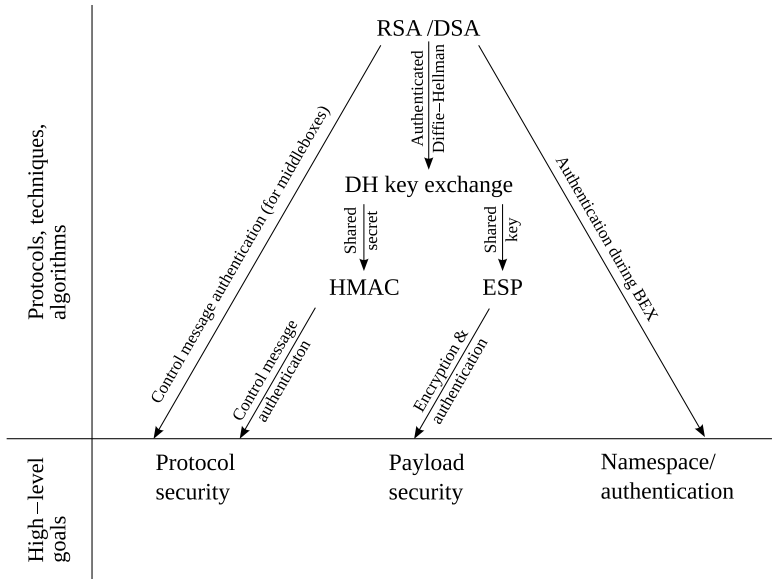 RSA /DSA
Authenticated
Diffie−Hellman
Control message authentication (for middleboxes)
Authentication during BEX
Protocols, techniques,
algorithms
DH key exchange
Shared
secret
Shared
key
HMAC
ESP
Control message
authenticaton
Encryption &
authentication
High−level
goals
Protocol
security
Payload
security
Namespace/
authentication